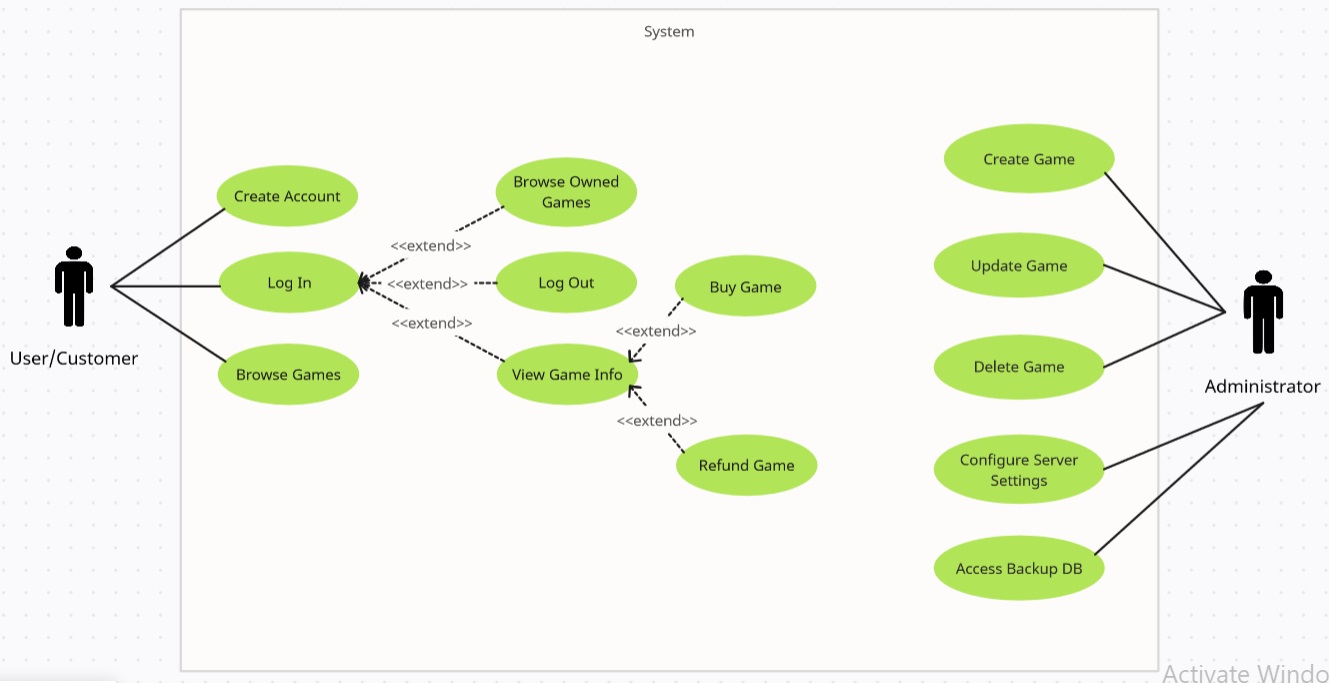 System
Create Account
Log In
Browse Games
User/Customer
Browse Owned
Games
<<extend>>
<<extend>>
Log Out
<<extend>>
View Game Info
Buy Game
<<extend>>
<<extend>>
Refund Game
Create Game
Update Game
Delete Game
Configure Server
Settings
Access Backup DB
Administrator
Activate Windo